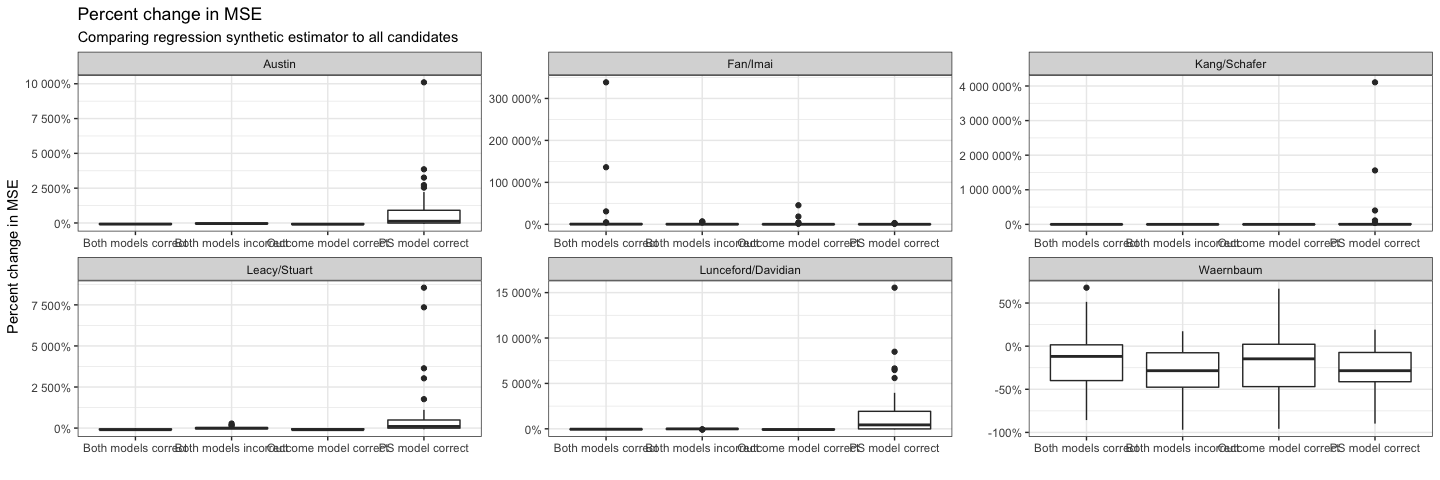 Percent change in MSE
Comparing regression synthetic estimator to all candidates
Percent change in MSE
Austin
10 000%
7 500%
5 000%
2 500%
0%
Both models correct Both models incorrect Outcome model correct PS model correct
Fan/Imai
300 000%
200 000%
100 000%
0%
Both models correct Both models incorrect Outcome model correct PS model correct
Kang/Schafer
4 000 000%
3 000 000%
2 000 000%
1 000 000%
0%
Both models correct Both models incorrect Outcome model correct PS model correct
Leacy/Stuart
7 500%
5 000%
2 500%
0%
Both models correct Both models incorrect Outcome model correct PS model correct
Lunceford/Davidian
15 000%
10 000%
5 000%
0%
Both models correct Both models incorrect Outcome model correct PS model correct
Waernbaum
50%
0%
-50%
-100%
Both models correct Both models incorrect Outcome model correct PS model correct